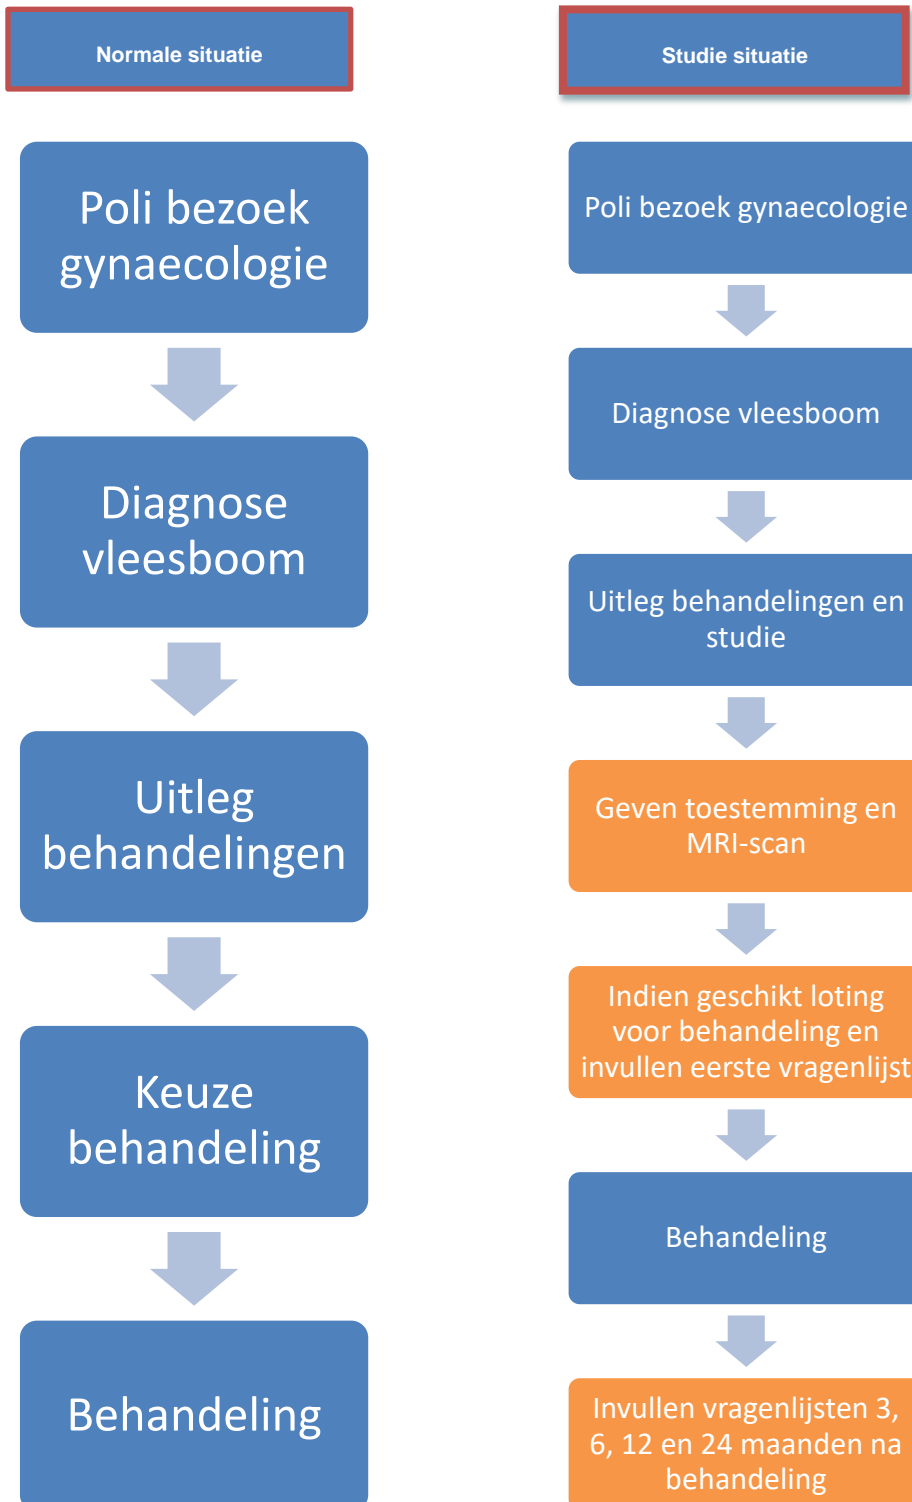 Normale situatie
Poli bezoek
gynaecologie
Diagnose
vleesboom
Uitleg
behandelingen
Keuze
behandeling
Behandeling
Studie situatie
Poli bezoek gynaecologie
Diagnose vleesboom
Uitleg behandelingen en
studie
Geven toestemming en
MRI-scan
Indien geschikt loting
voor behandeling en
invullen eerste vragenlijst
Behandeling
Invullen vragenlijsten 3,
6, 12 en 24 maanden na
behandeling